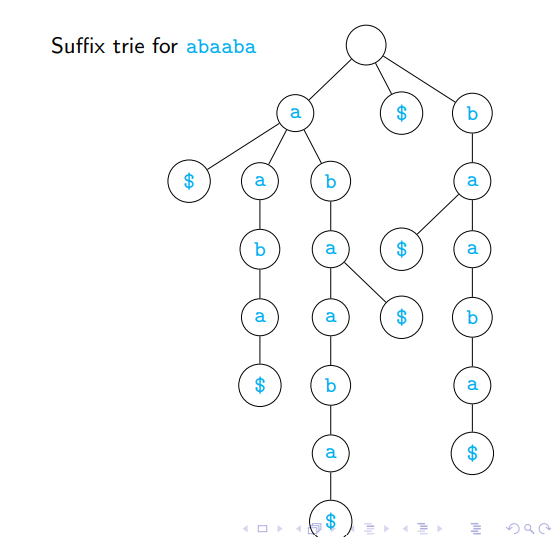 Suffix trie for abaaba
a $ b
$ a b a
b a $ a
a a $ b
$ b a
a $
$